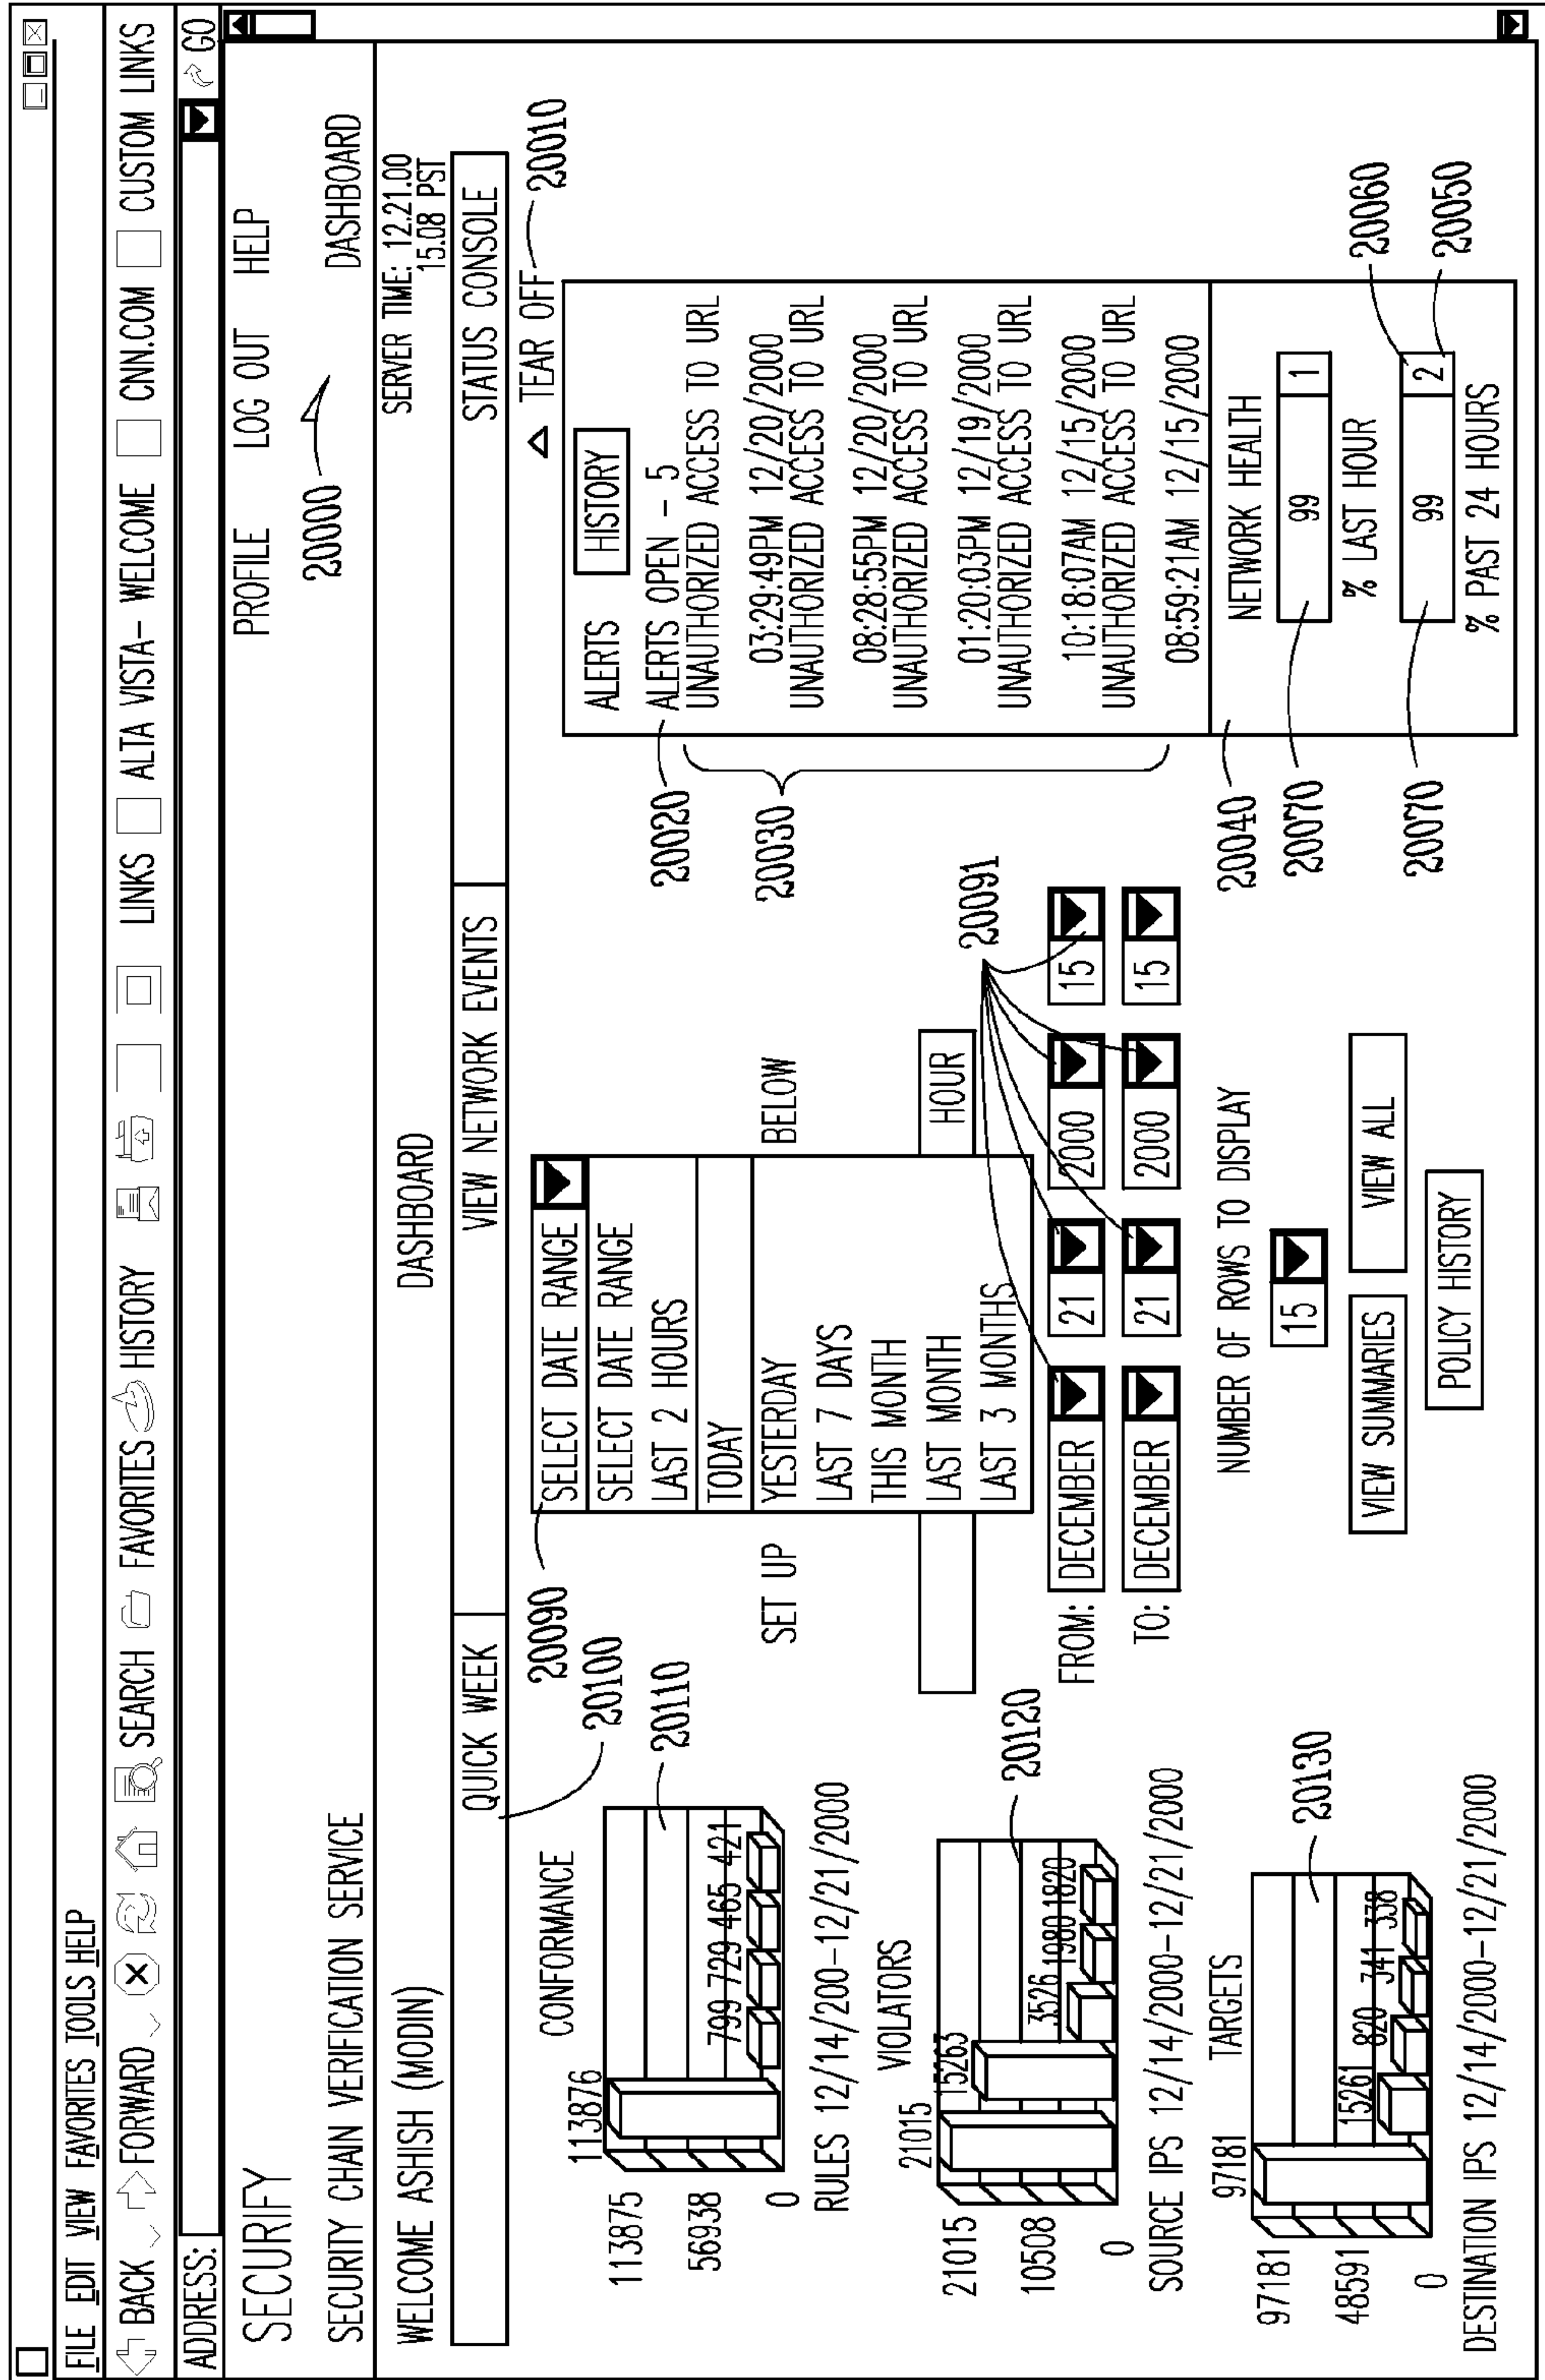 FILE EDIT VIEW FAVORITES TOOLS HELP
BACK FORWARD SEARCH FAVORITES HISTORY LINKS ALTA VISTA- WELCOME CNN.COM CUSTOM LINKS
ADDRESS: GO
SECURIFY PROFILE LOG OUT HELP
20000
SECURITY CHAIN VERIFICATION SERVICE DASHBOARD
WELCOME ASHISH (MODIN) DASHBOARD SERVER TIME: 12.21.00
15.08 PST
QUICK WEEK VIEW NETWORK EVENTS STATUS CONSOLE
20100
CONFORMANCE
20110
113876
799 729 465 421
113875
56938
0
RULES 12/14/200-12/21/2000
VIOLATORS
20120
21015
15263
3526
1980
1820
21015
10508
0
SOURCE IPS 12/14/2000-12/21/2000
TARGETS
20130
97181
15261
820
741
338
97181
48591
0
DESTINATION IPS 12/14/2000-12/21/2000
20090
SELECT DATE RANGE
SELECT DATE RANGE
LAST 2 HOURS
TODAY
SET UP YESTERDAY BELOW
LAST 7 DAYS
THIS MONTH
LAST MONTH HOUR
LAST 3 MONTHS
20091
FROM: DECEMBER 21 2000 15
TO: DECEMBER 21 2000 15
NUMBER OF ROWS TO DISPLAY
15
VIEW SUMMARIES VIEW ALL
POLICY HISTORY
TEAR OFF 20010
ALERTS HISTORY
20020
ALERTS OPEN - 5
20030
UNAUTHORIZED ACCESS TO URL
03:29:49PM 12/20/2000
UNAUTHORIZED ACCESS TO URL
08:28:55PM 12/20/2000
UNAUTHORIZED ACCESS TO URL
01:20:03PM 12/19/2000
UNAUTHORIZED ACCESS TO URL
10:18:07AM 12/15/2000
UNAUTHORIZED ACCESS TO URL
08:59:21AM 12/15/2000
20040
NETWORK HEALTH
20070
99 1
% LAST HOUR
20060
20070
99 2
20050
% PAST 24 HOURS